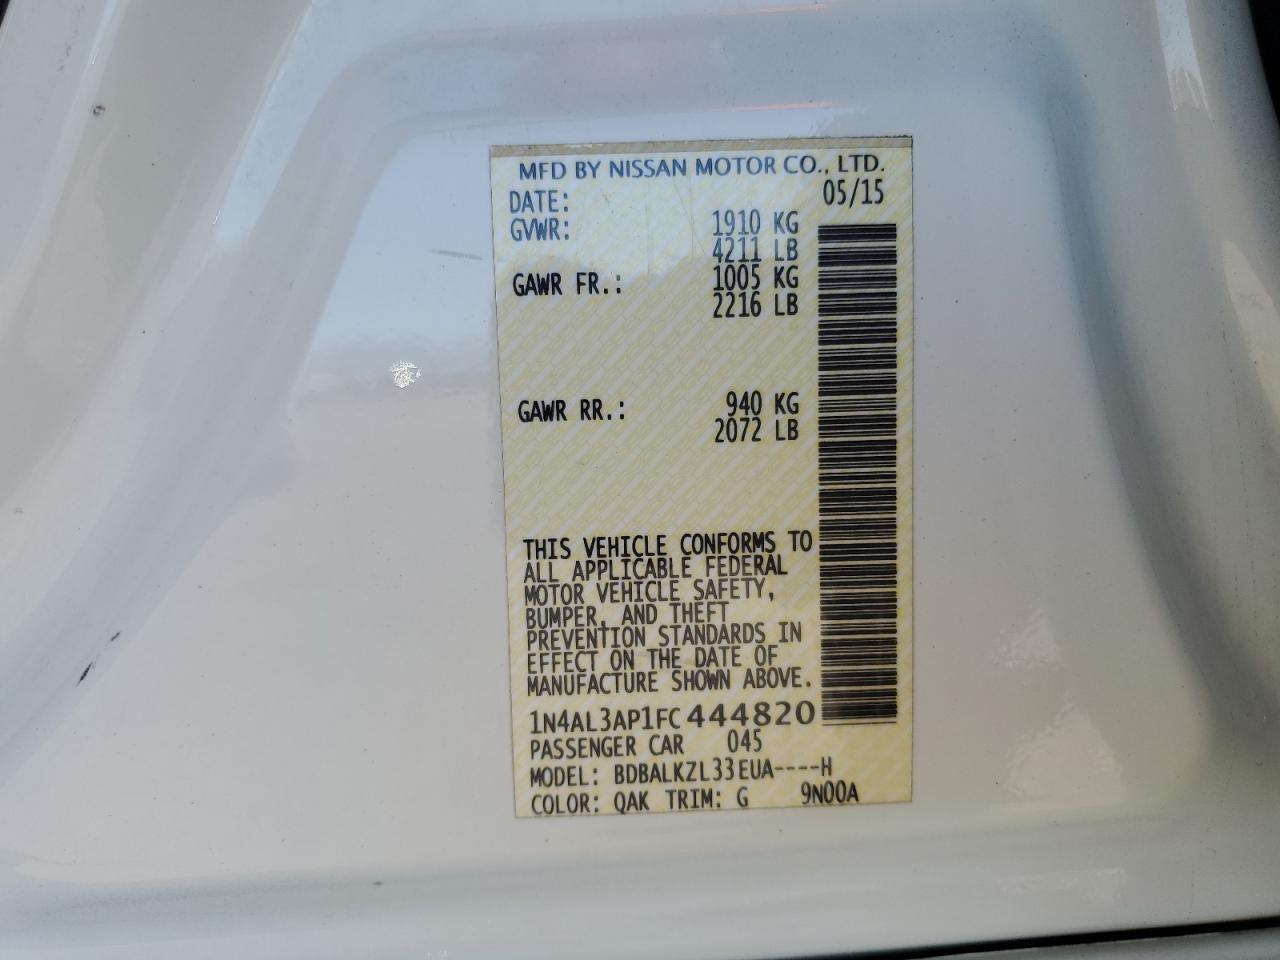 MFD BY NISSAN MOTOR CO., LTD.
DATE: 05/15
GVWR: 1910 KG
4211 LB
GAWR FR.: 1005 KG
2216 LB
GAWR RR.: 940 KG
2072 LB
THIS VEHICLE CONFORMS TO
ALL APPLICABLE FEDERAL
MOTOR VEHICLE SAFETY,
BUMPER, AND THEFT
PREVENTION STANDARDS IN
EFFECT ON THE DATE OF
MANUFACTURE SHOWN ABOVE.
1N4AL3AP1FC444820
PASSENGER CAR 045
MODEL: BDBALKZL33EUA----H
COLOR: QAK TRIM: G 9N00A